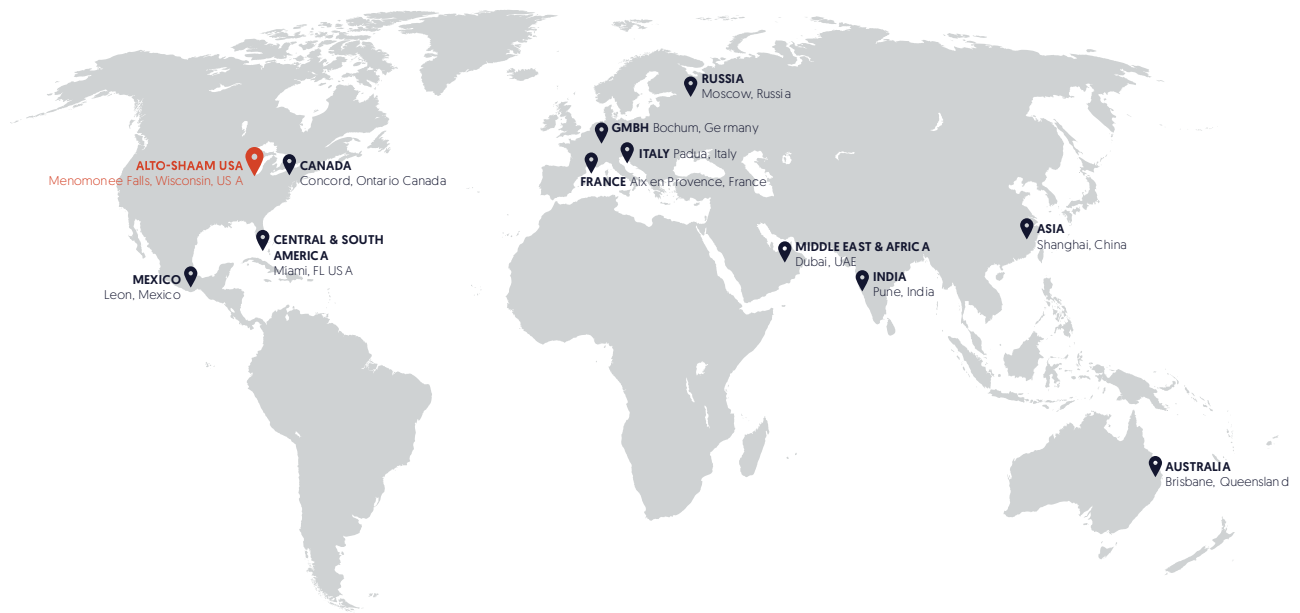 RUSSIA
Moscow, Russia
GMBH Bochum, Germany
ITALY Padua, Italy
FRANCE Aix en Provence, France
ALTO-SHAAM USA
Menomonee Falls, Wisconsin, USA
CANADA
Concord, Ontario Canada
CENTRAL & SOUTH
AMERICA
Miami, FL USA
MEXICO
Leon, Mexico
MIDDLE EAST & AFRICA
Dubai, UAE
INDIA
Pune, India
ASIA
Shanghai, China
AUSTRALIA
Brisbane, Queensland